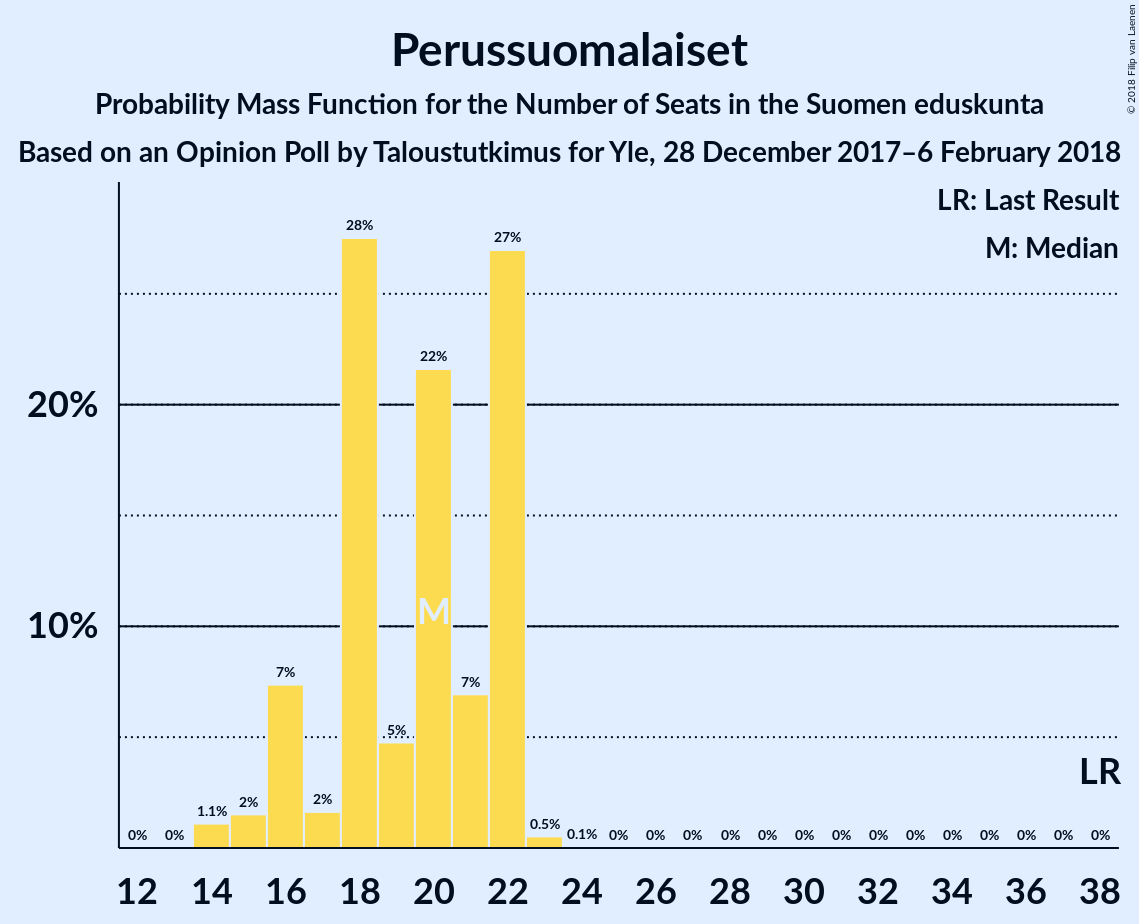 Perussuomalaiset
Probability Mass Function for the Number of Seats in the Suomen eduskunta
Based on an Opinion Poll by Taloustutkimus for Yle, 28 December 2017–6 February 2018
© 2018 Filip van Laenen
LR: Last Result
M: Median
28%
27%
22%
20%
M
10%
7%
7%
5%
LR
1.1%
2%
2%
0.5%
0% 0% 0.1% 0% 0% 0% 0% 0% 0% 0% 0% 0% 0% 0% 0% 0% 0%
12 14 16 18 20 22 24 26 28 30 32 34 36 38